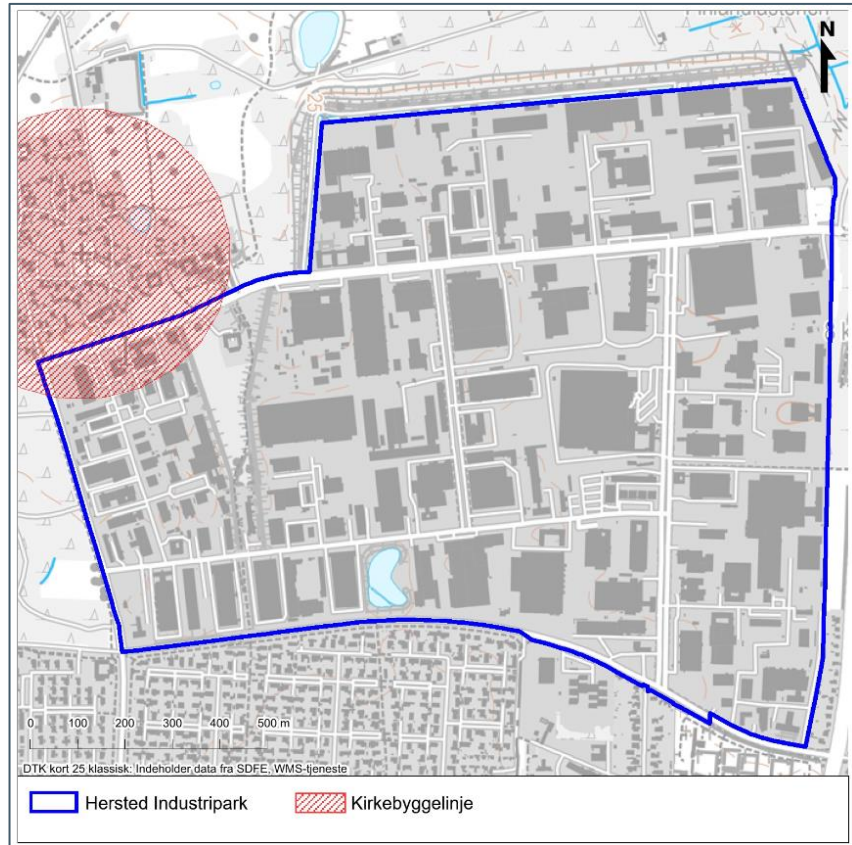 N
25
0 100 200 300 400 500 m
DTK kort 25 klassisk: Indeholder data fra SDFE, WMS-tjeneste
Hersted Industripark
Kirkebyggelinje